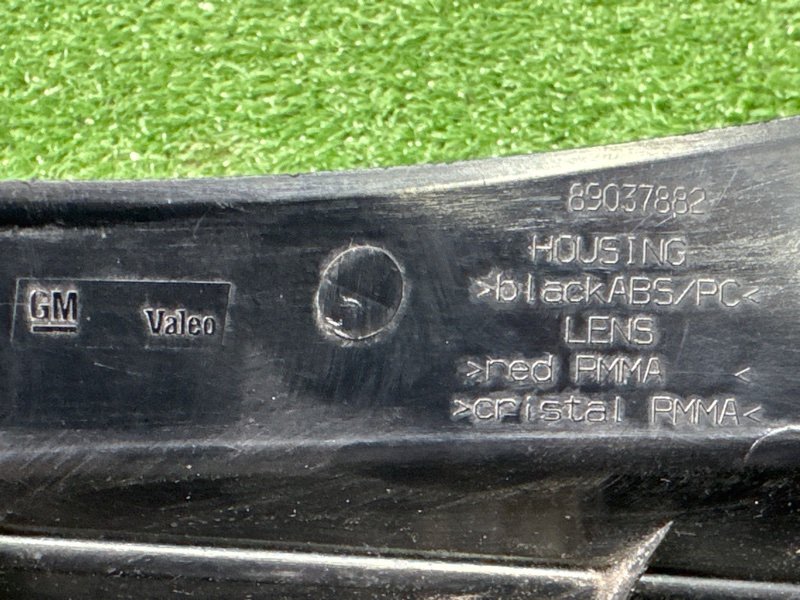 89037882
HOUSING
>blackABS/PC<
LENS
>red PMMA <
>cristal PMMA<
GM
Valeo